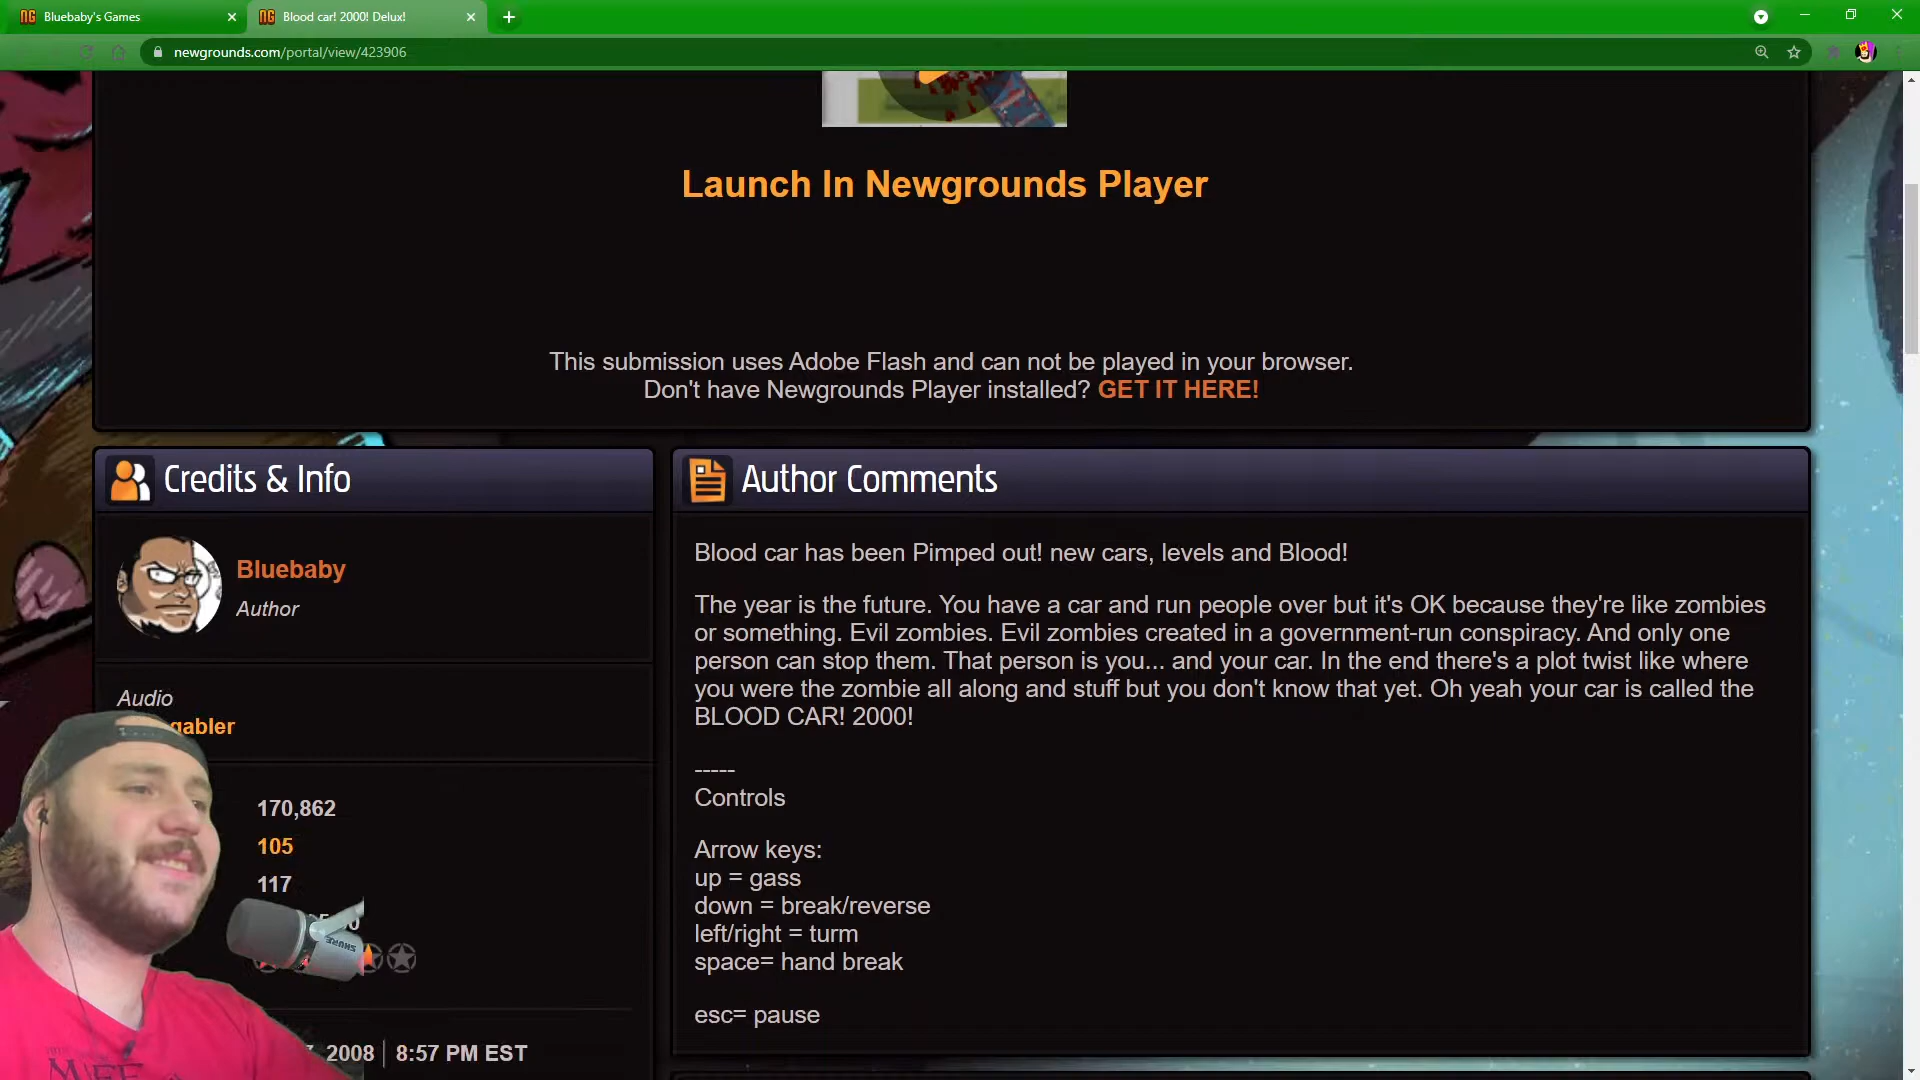 Bluebaby's Games
Blood car! 2000! Delux!
newgrounds.com/portal/view/423906
Launch In Newgrounds Player
This submission uses Adobe Flash and can not be played in your browser.
Don't have Newgrounds Player installed? GET IT HERE!
Credits & Info
Bluebaby
Author
Audio
gabler
170,862
105
117
2008 | 8:57 PM EST
Author Comments
Blood car has been Pimped out! new cars, levels and Blood!
The year is the future. You have a car and run people over but it's OK because they're like zombies
or something. Evil zombies. Evil zombies created in a government-run conspiracy. And only one
person can stop them. That person is you... and your car. In the end there's a plot twist like where
you were the zombie all along and stuff but you don't know that yet. Oh yeah your car is called the
BLOOD CAR! 2000!
-----
Controls
Arrow keys:
up = gass
down = break/reverse
left/right = turm
space= hand break
esc= pause
SHURE